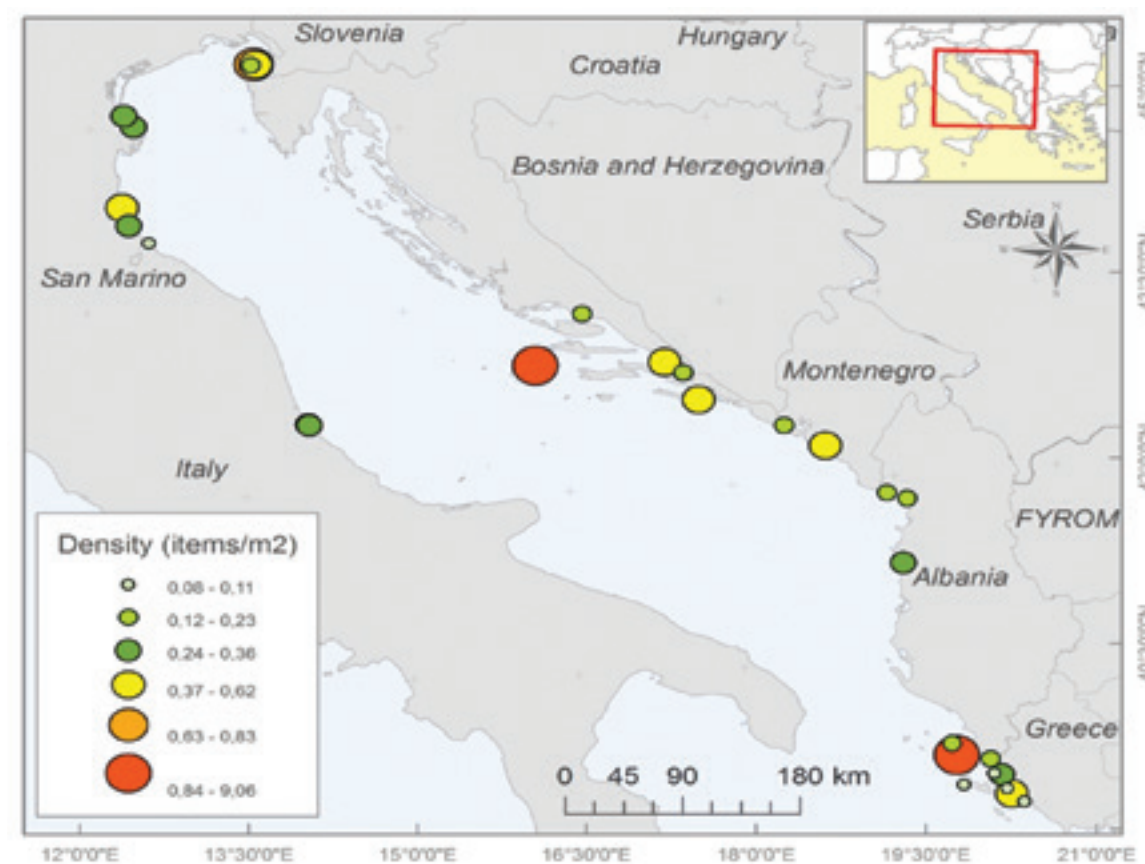 Slovenia
Hungary
Croatia
Bosnia and Herzegovina
Serbia
San Marino
Montenegro
Italy
FYROM
Albania
Greece
Density (items/m2)
0,08 - 0,11
0,12 - 0,23
0,24 - 0,36
0,37 - 0,62
0,63 - 0,83
0,84 - 9,06
0 45 90 180 km
12°0'0"E 13°30'0"E 15°0'0"E 16°30'0"E 18°0'0"E 19°30'0"E 21°0'0"E